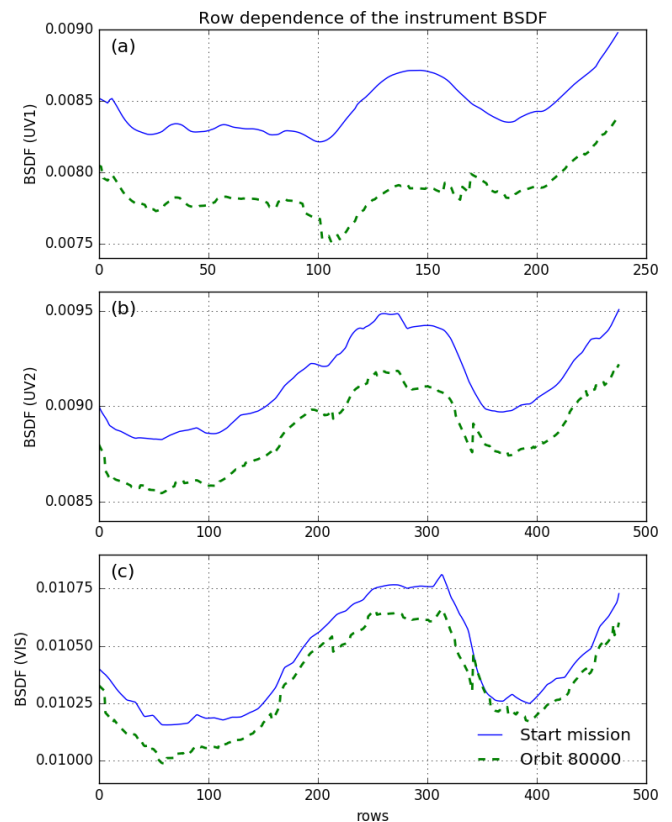 Row dependence of the instrument BSDF
(a)
BSDF (UV1)
0.0090
0.0085
0.0080
0.0075
0 50 100 150 200 250
(b)
BSDF (UV2)
0.0095
0.0090
0.0085
0 100 200 300 400 500
(c)
BSDF (VIS)
0.01075
0.01050
0.01025
0.01000
Start mission
Orbit 80000
0 100 200 300 400 500
rows